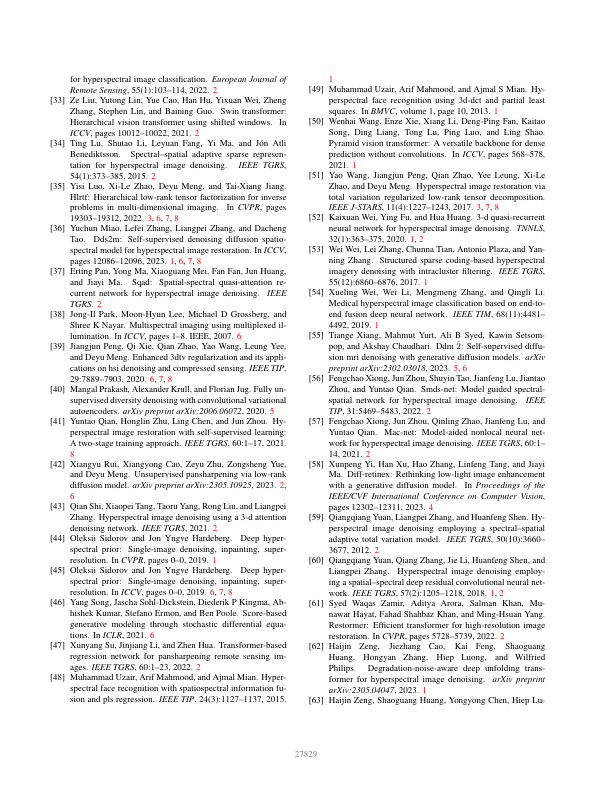 for hyperspectral image classification. European Journal of
Remote Sensing, 55(1):103–114, 2022. 2
[33] Ze Liu, Yutong Lin, Yue Cao, Han Hu, Yixuan Wei, Zheng
Zhang, Stephen Lin, and Baining Guo. Swin transformer:
Hierarchical vision transformer using shifted windows. In
ICCV, pages 10012–10022, 2021. 2
[34] Ting Lu, Shutao Li, Leyuan Fang, Yi Ma, and Jón Atli
Benediktsson. Spectral–spatial adaptive sparse represen-
tation for hyperspectral image denoising. IEEE TGRS,
54(1):373–385, 2015. 2
[35] Yisi Luo, Xi-Le Zhao, Deyu Meng, and Tai-Xiang Jiang.
Hlrtf: Hierarchical low-rank tensor factorization for inverse
problems in multi-dimensional imaging. In CVPR, pages
19303–19312, 2022. 3, 6, 7, 8
[36] Yuchun Miao, Lefei Zhang, Liangpei Zhang, and Dacheng
Tao. Dds2m: Self-supervised denoising diffusion spatio-
spectral model for hyperspectral image restoration. In ICCV,
pages 12086–12096, 2023. 1, 6, 7, 8
[37] Erting Pan, Yong Ma, Xiaoguang Mei, Fan Fan, Jun Huang,
and Jiayi Ma. Sqad: Spatial-spectral quasi-attention re-
current network for hyperspectral image denoising. IEEE
TGRS. 2
[38] Jong-Il Park, Moon-Hyun Lee, Michael D Grossberg, and
Shree K Nayar. Multispectral imaging using multiplexed il-
lumination. In ICCV, pages 1–8. IEEE, 2007. 6
[39] Jiangjun Peng, Qi Xie, Qian Zhao, Yao Wang, Leung Yee,
and Deyu Meng. Enhanced 3dtv regularization and its appli-
cations on hsi denoising and compressed sensing. IEEE TIP,
29:7889–7903, 2020. 6, 7, 8
[40] Mangal Prakash, Alexander Krull, and Florian Jug. Fully un-
supervised diversity denoising with convolutional variational
autoencoders. arXiv preprint arXiv:2006.06072, 2020. 5
[41] Yuntao Qian, Honglin Zhu, Ling Chen, and Jun Zhou. Hy-
perspectral image restoration with self-supervised learning:
A two-stage training approach. IEEE TGRS, 60:1–17, 2021.
8
[42] Xiangyu Rui, Xiangyong Cao, Zeyu Zhu, Zongsheng Yue,
and Deyu Meng. Unsupervised pansharpening via low-rank
diffusion model. arXiv preprint arXiv:2305.10925, 2023. 2,
6
[43] Qian Shi, Xiaopei Tang, Taoru Yang, Rong Liu, and Liangpei
Zhang. Hyperspectral image denoising using a 3-d attention
denoising network. IEEE TGRS, 2021. 2
[44] Oleksii Sidorov and Jon Yngve Hardeberg. Deep hyper-
spectral prior: Single-image denoising, inpainting, super-
resolution. In CVPR, pages 0–0, 2019. 1
[45] Oleksii Sidorov and Jon Yngve Hardeberg. Deep hyper-
spectral prior: Single-image denoising, inpainting, super-
resolution. In ICCV, pages 0–0, 2019. 6, 7, 8
[46] Yang Song, Jascha Sohl-Dickstein, Diederik P Kingma, Ab-
hishek Kumar, Stefano Ermon, and Ben Poole. Score-based
generative modeling through stochastic differential equa-
tions. In ICLR, 2021. 6
[47] Xunyang Su, Jinjiang Li, and Zhen Hua. Transformer-based
regression network for pansharpening remote sensing im-
ages. IEEE TGRS, 60:1–23, 2022. 2
[48] Muhammad Uzair, Arif Mahmood, and Ajmal Mian. Hyper-
spectral face recognition with spatiospectral information fu-
sion and pls regression. IEEE TIP, 24(3):1127–1137, 2015.
1
[49] Muhammad Uzair, Arif Mahmood, and Ajmal S Mian. Hy-
perspectral face recognition using 3d-dct and partial least
squares. In BMVC, volume 1, page 10, 2013. 1
[50] Wenhai Wang, Enze Xie, Xiang Li, Deng-Ping Fan, Kaitao
Song, Ding Liang, Tong Lu, Ping Luo, and Ling Shao.
Pyramid vision transformer: A versatile backbone for dense
prediction without convolutions. In ICCV, pages 568–578,
2021. 1
[51] Yao Wang, Jiangjun Peng, Qian Zhao, Yee Leung, Xi-Le
Zhao, and Deyu Meng. Hyperspectral image restoration via
total variation regularized low-rank tensor decomposition.
IEEE J-STARS, 11(4):1227–1243, 2017. 3, 7, 8
[52] Kaixuan Wei, Ying Fu, and Hua Huang. 3-d quasi-recurrent
neural network for hyperspectral image denoising. TNNLS,
32(1):363–375, 2020. 1, 2
[53] Wei Wei, Lei Zhang, Chunna Tian, Antonio Plaza, and Yan-
ning Zhang. Structured sparse coding-based hyperspectral
imagery denoising with intracluster filtering. IEEE TGRS,
55(12):6860–6876, 2017. 1
[54] Xueling Wei, Wei Li, Mengmeng Zhang, and Qingli Li.
Medical hyperspectral image classification based on end-to-
end fusion deep neural network. IEEE TIM, 68(11):4481–
4492, 2019. 1
[55] Tiange Xiang, Mahmut Yurt, Ali B Syed, Kawin Setsom-
pop, and Akshay Chaudhari. Ddm 2̂: Self-supervised diffu-
sion mri denoising with generative diffusion models. arXiv
preprint arXiv:2302.03018, 2023. 5, 6
[56] Fengchao Xiong, Jun Zhou, Shuyin Tao, Jianfeng Lu, Jiantao
Zhou, and Yuntao Qian. Smds-net: Model guided spectral-
spatial network for hyperspectral image denoising. IEEE
TIP, 31:5469–5483, 2022. 2
[57] Fengchao Xiong, Jun Zhou, Qinling Zhao, Jianfeng Lu, and
Yuntao Qian. Mac-net: Model-aided nonlocal neural net-
work for hyperspectral image denoising. IEEE TGRS, 60:1–
14, 2021. 2
[58] Xunpeng Yi, Han Xu, Hao Zhang, Linfeng Tang, and Jiayi
Ma. Diff-retinex: Rethinking low-light image enhancement
with a generative diffusion model. In Proceedings of the
IEEE/CVF International Conference on Computer Vision,
pages 12302–12311, 2023. 4
[59] Qiangqiang Yuan, Liangpei Zhang, and Huanfeng Shen. Hy-
perspectral image denoising employing a spectral–spatial
adaptive total variation model. IEEE TGRS, 50(10):3660–
3677, 2012. 2
[60] Qiangqiang Yuan, Qiang Zhang, Jie Li, Huanfeng Shen, and
Liangpei Zhang. Hyperspectral image denoising employ-
ing a spatial–spectral deep residual convolutional neural net-
work. IEEE TGRS, 57(2):1205–1218, 2018. 1, 2
[61] Syed Waqas Zamir, Aditya Arora, Salman Khan, Mu-
nawar Hayat, Fahad Shahbaz Khan, and Ming-Hsuan Yang.
Restormer: Efficient transformer for high-resolution image
restoration. In CVPR, pages 5728–5739, 2022. 2
[62] Haijin Zeng, Jiezhang Cao, Kai Feng, Shaoguang
Huang, Hongyan Zhang, Hiep Luong, and Wilfried
Philips. Degradation-noise-aware deep unfolding trans-
former for hyperspectral image denoising. arXiv preprint
arXiv:2305.04047, 2023. 1
[63] Haijin Zeng, Shaoguang Huang, Yongyong Chen, Hiep Lu-
27829